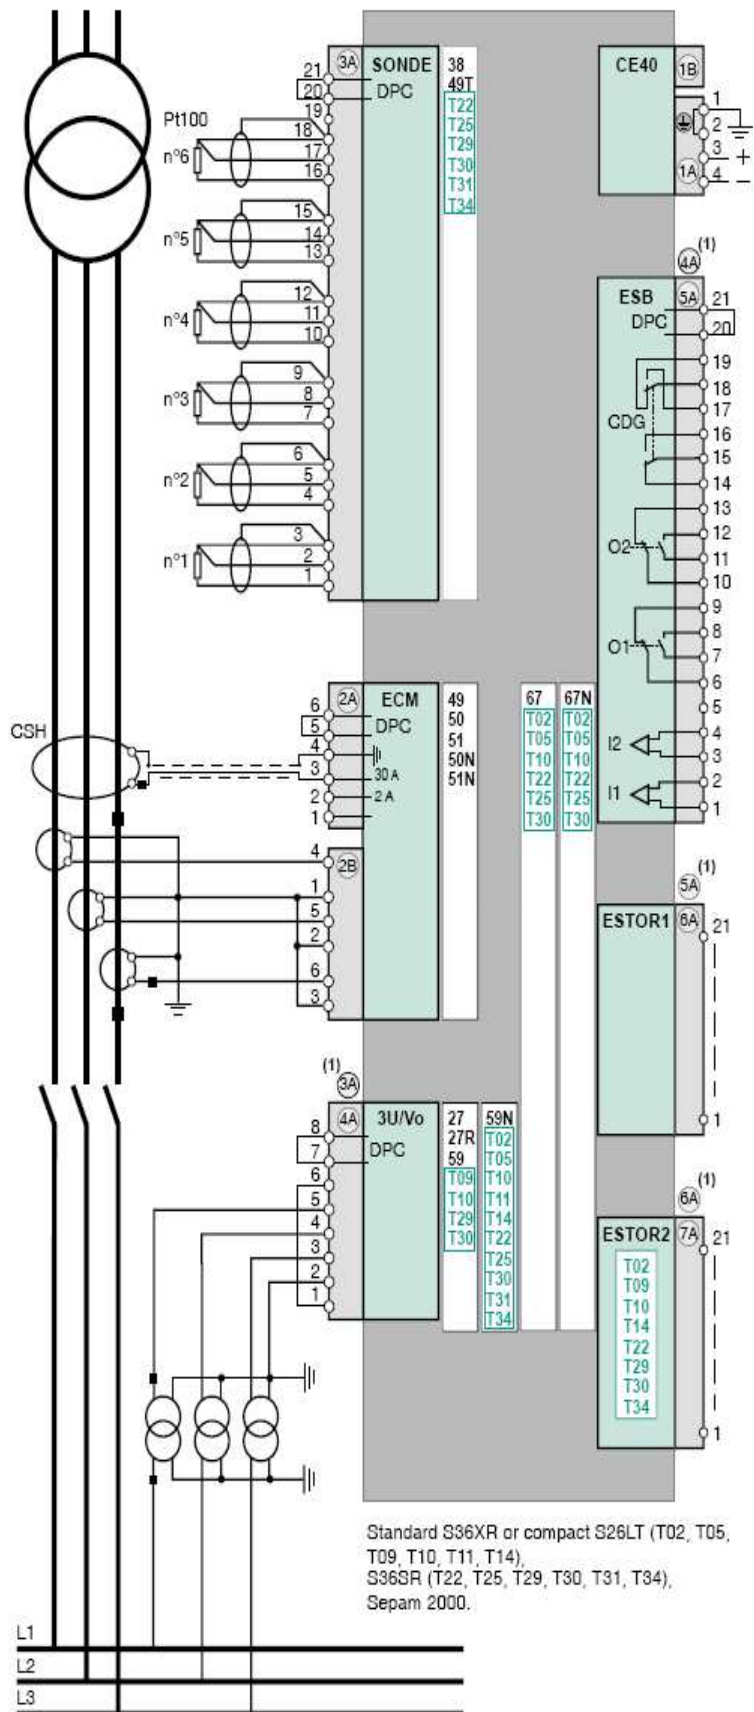 3A SONDE
DPC
21
20
19
18
17
16
15
14
13
12
11
10
9
8
7
6
5
4
3
2
1
Pt100
n°6
n°5
n°4
n°3
n°2
n°1
38
49T
T22
T25
T29
T30
T31
T34
CE40 1B
1
2
3 +
1A 4 −
(1)
4A
ESB 5A 21
DPC
20
19
18
17
CDG
16
15
14
13
12
O2
11
10
9
8
O1
7
6
5
4
I2
3
2
I1
1
CSH
2A ECM
6
5 DPC
4
3 30 A
2 2 A
1
2B
4
1
5
2
6
3
49
50
51
50N
51N
67
T02
T05
T10
T22
T25
T30
67N
T02
T05
T10
T22
T25
T30
(1)
5A
ESTOR1 6A 21
1
(1)
3A
4A 3U/Vo
8
DPC
7
6
5
4
3
2
1
27
27R
59
T09
T10
T29
T30
59N
T02
T05
T10
T11
T14
T22
T25
T30
T31
T34
(1)
6A
ESTOR2 7A 21
T02
T09
T10
T14
T22
T29
T30
T34
1
Standard S36XR or compact S26LT (T02, T05,
T09, T10, T11, T14),
S36SR (T22, T25, T29, T30, T31, T34),
Sepam 2000.
L1
L2
L3